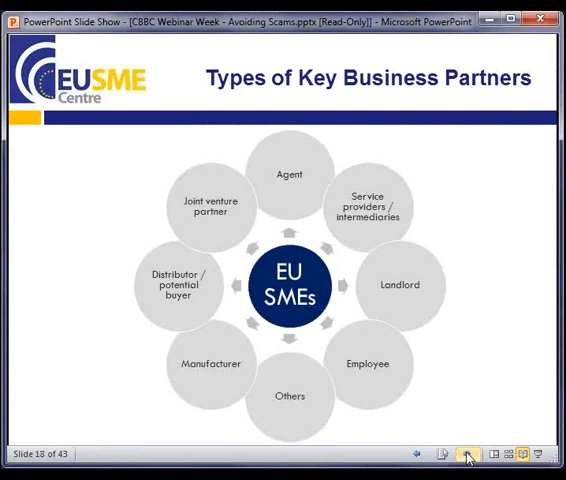 PowerPoint Slide Show - [CBBC Webinar Week - Avoiding Scams.pptx [Read-Only]] - Microsoft PowerPoint
EUSME
Centre
Types of Key Business Partners
Agent
Service
providers /
intermediaries
Landlord
Employee
Others
Manufacturer
Distributor /
potential
buyer
Joint venture
partner
EU
SMEs
Slide 18 of 43